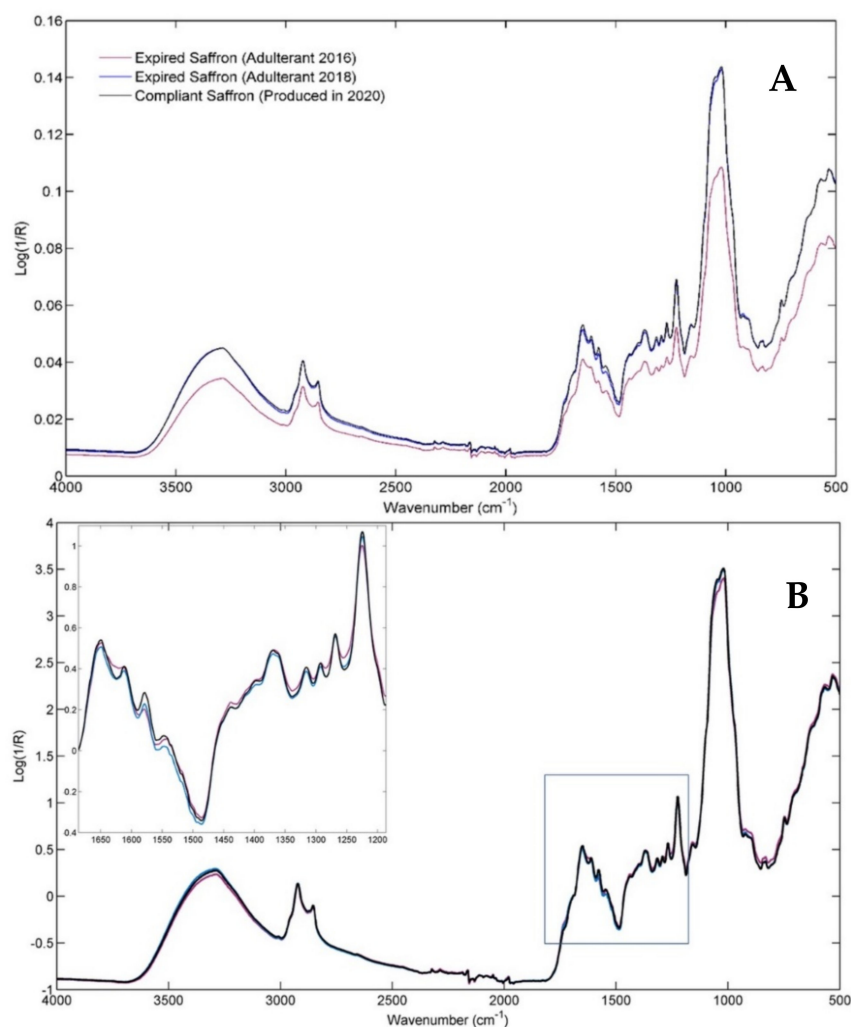 0.16
Expired Saffron (Adulterant 2016)
Expired Saffron (Adulterant 2018)
Compliant Saffron (Produced in 2020)
A
0.14
0.12
0.1
0.08
0.06
0.04
0.02
0
Log(1/R)
4000 3500 3000 2500 2000 1500 1000 500
Wavenumber (cm⁻¹)
4
3.5
3
2.5
2
1.5
1
0.5
0
-0.5
-1
Log(1/R)
B
1
0.8
0.6
0.4
0.2
0
0.2
0.4
1650 1600 1550 1500 1450 1400 1350 1300 1250 1200
4000 3500 3000 2500 2000 1500 1000 500
Wavenumber (cm⁻¹)